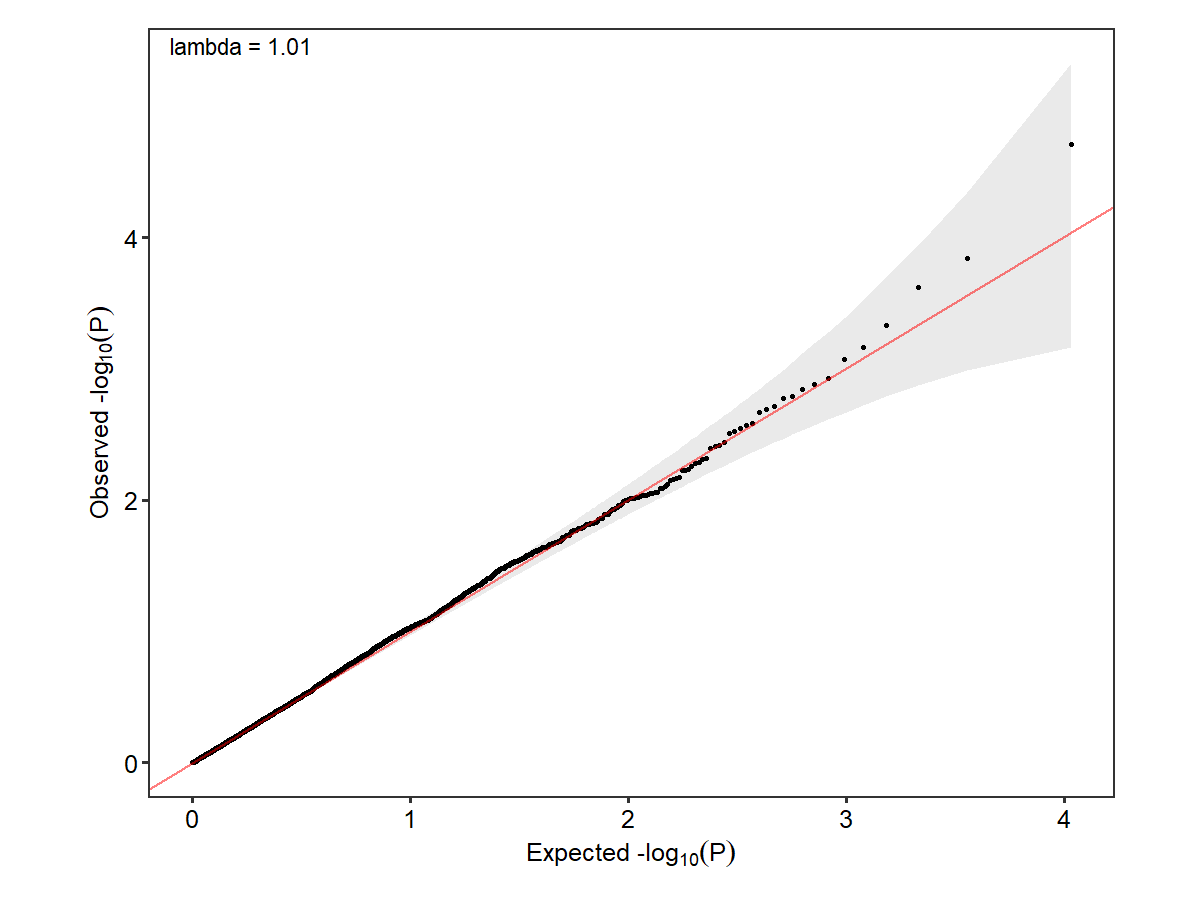 lambda = 1.01
Observed -log10(P)
4
2
0
0 1 2 3 4
Expected -log10(P)